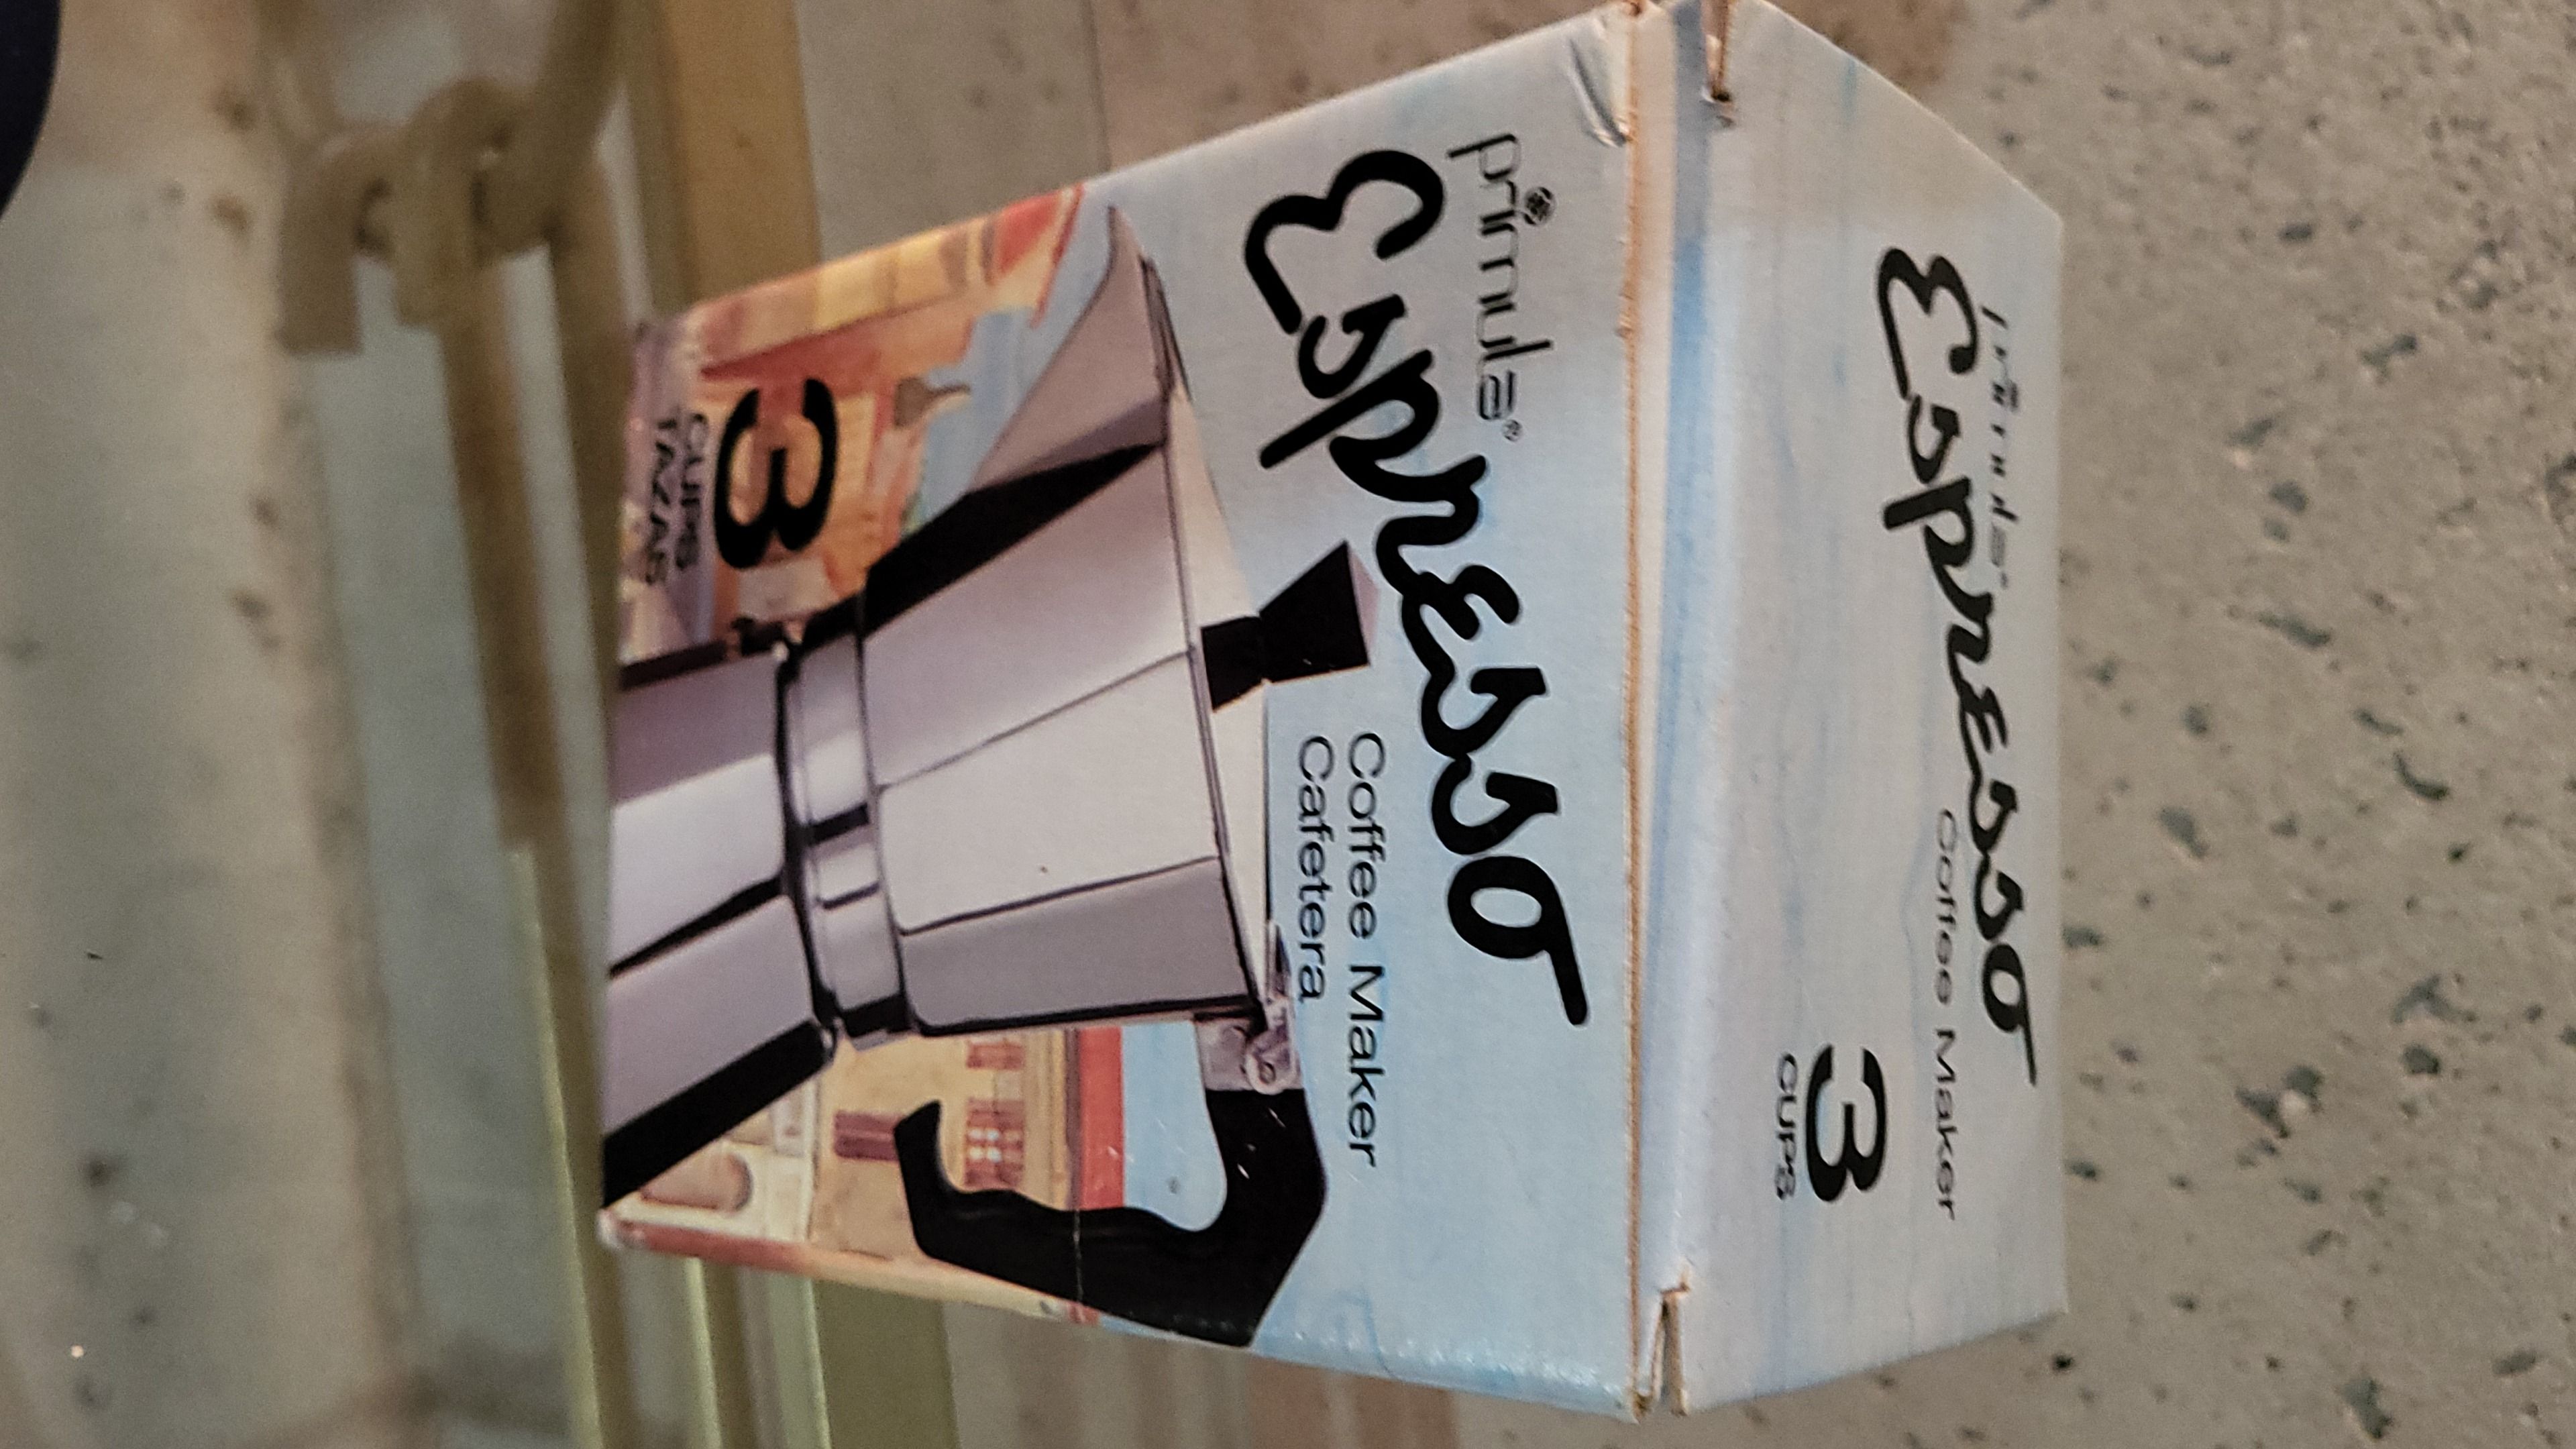 primula®
Espresso
Coffee Maker
Cafetera
3
CUPS
TAZAS
primula®
Espresso
Coffee Maker
3
CUPS